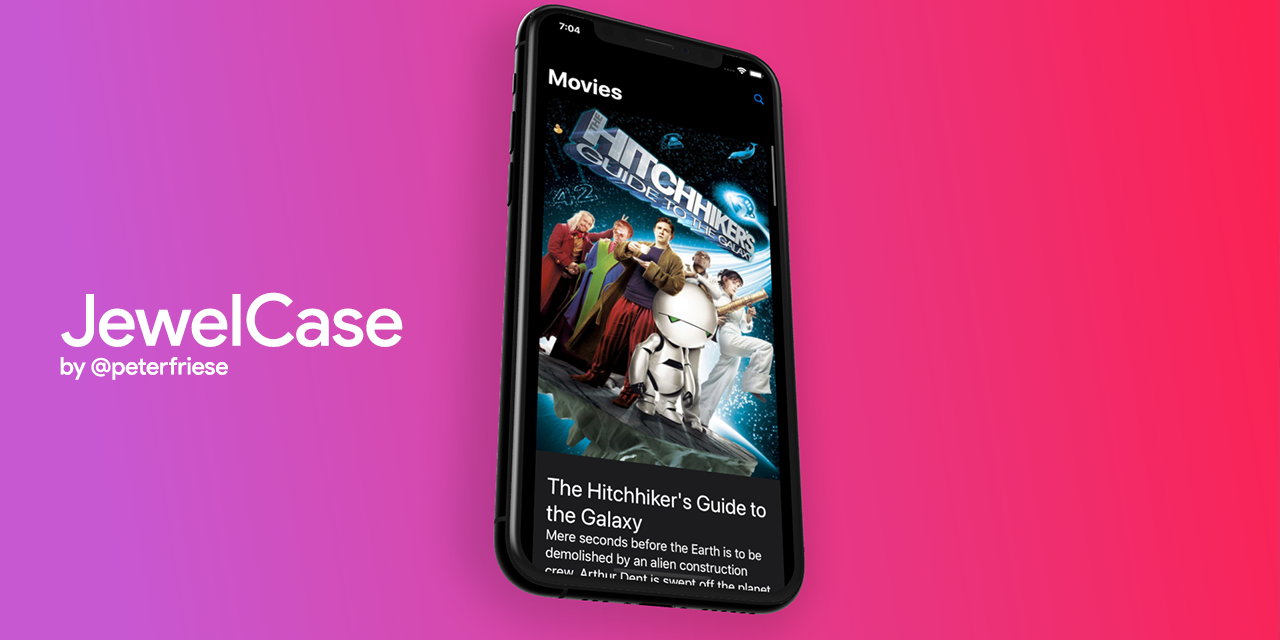 JewelCase
by @peterfriese
7:04
Movies
THE
HITCHHIKER'S
GUIDE TO THE GALAXY
42
The Hitchhiker's Guide to
the Galaxy
Mere seconds before the Earth is to be
demolished by an alien construction
crew, Arthur Dent is swept off the planet